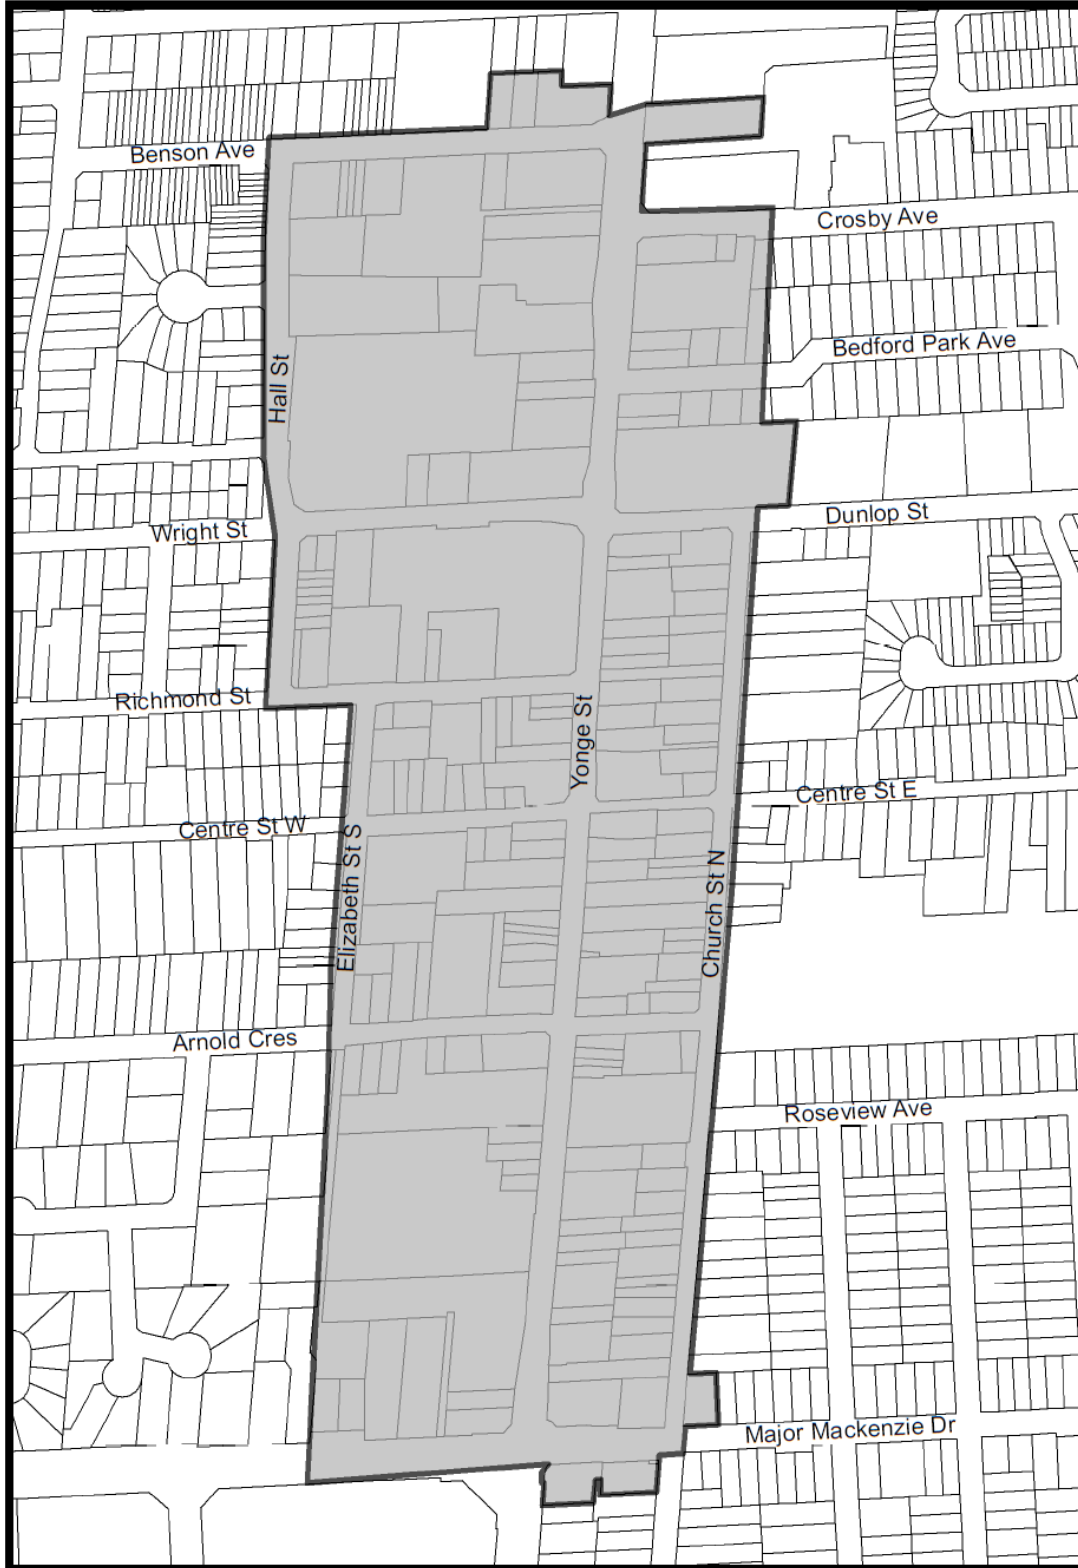 Benson Ave
Crosby Ave
Bedford Park Ave
Hall St
Dunlop St
Wright St
Richmond St
Yonge St
Centre St E
Centre St W
Elizabeth St S
Church St N
Arnold Cres
Roseview Ave
Major Mackenzie Dr